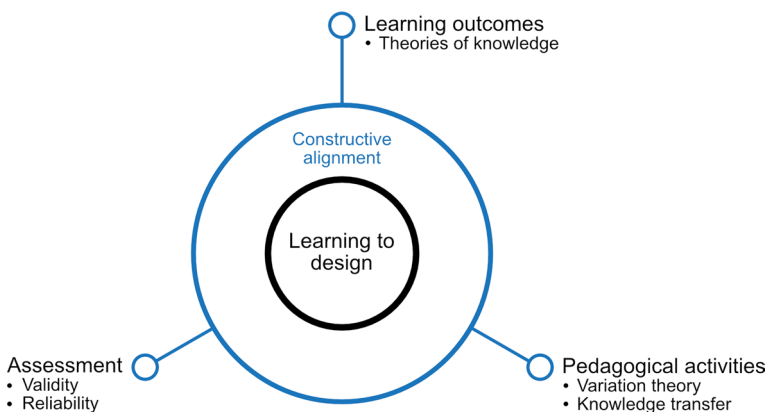 Learning outcomes
• Theories of knowledge
Constructive
alignment
Learning to
design
Assessment
• Validity
• Reliability
Pedagogical activities
• Variation theory
• Knowledge transfer